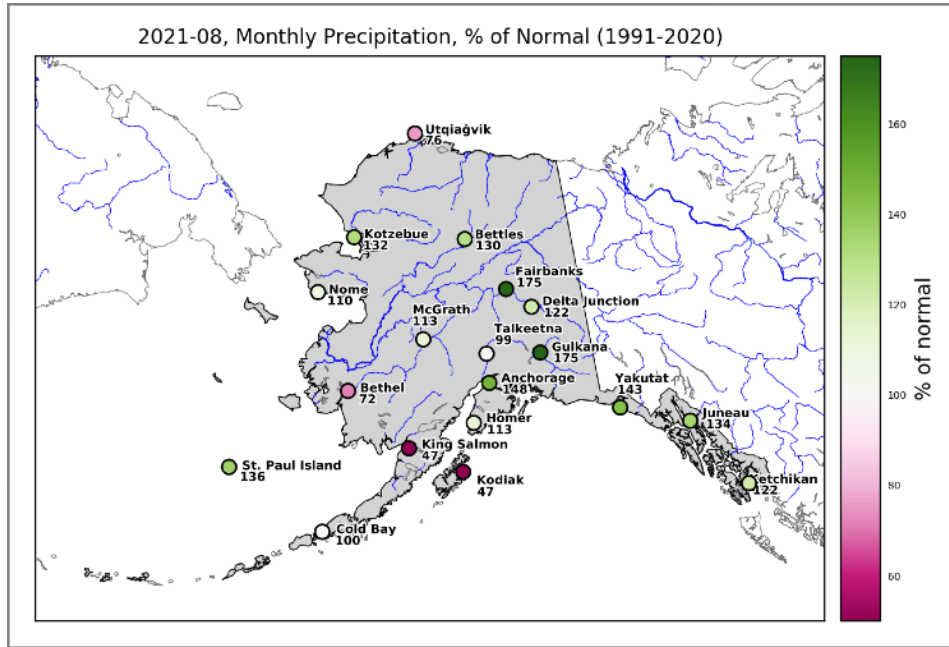 2021-08, Monthly Precipitation, % of Normal (1991-2020)
Utqiaġvik
76
Kotzebue
132
Bettles
130
Fairbanks
175
Nome
110
Delta Junction
122
McGrath
113
Talkeetna
99
Gulkana
175
Anchorage
148
Bethel
72
Yakutat
143
Homer
113
Juneau
134
King Salmon
47
St. Paul Island
136
Kodiak
47
Ketchikan
122
Cold Bay
100
160
140
120
100
80
60
% of normal